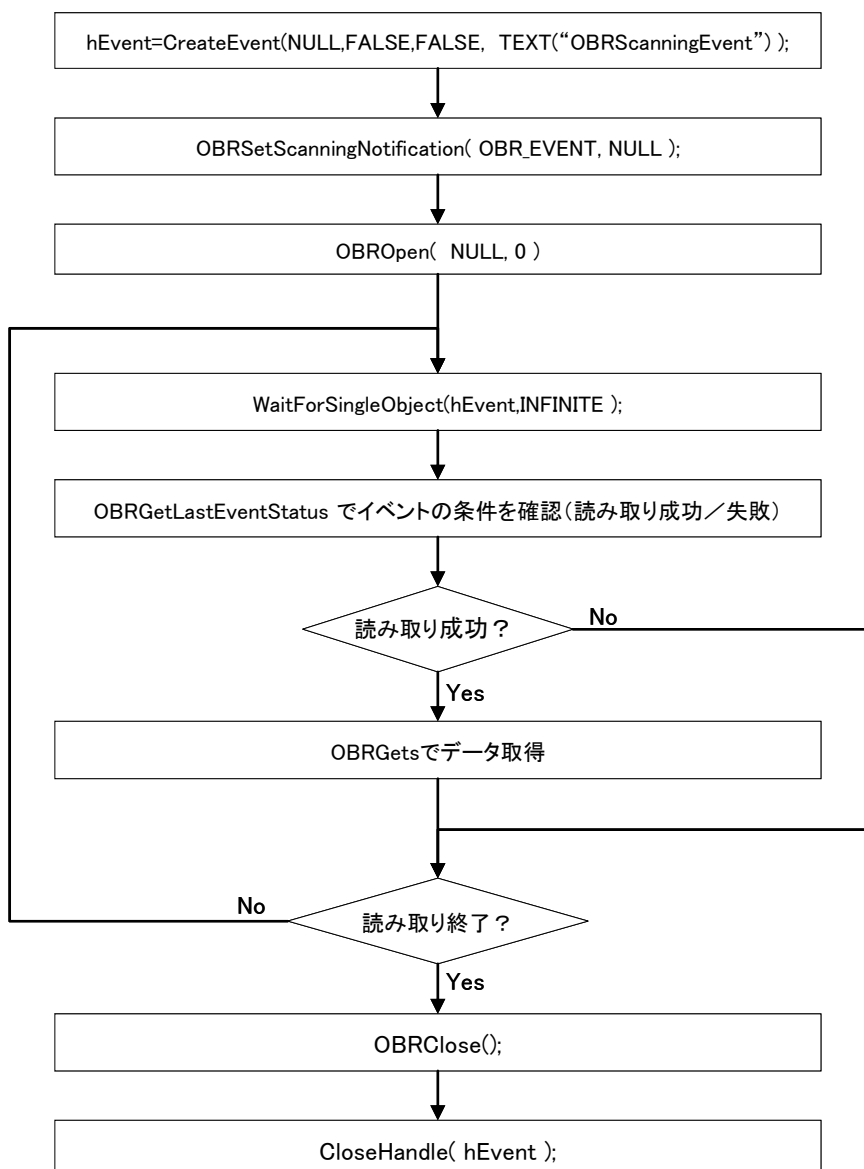 hEvent=CreateEvent(NULL,FALSE,FALSE, TEXT(“OBRScanningEvent”) );
OBRSetScanningNotification( OBR_EVENT, NULL );
OBROpen( NULL, 0 )
WaitForSingleObject(hEvent,INFINITE );
OBRGetLastEventStatus でイベントの条件を確認（読み取り成功／失敗）
読み取り成功？
No
Yes
OBRGetsでデータ取得
No
読み取り終了？
Yes
OBRClose();
CloseHandle( hEvent );